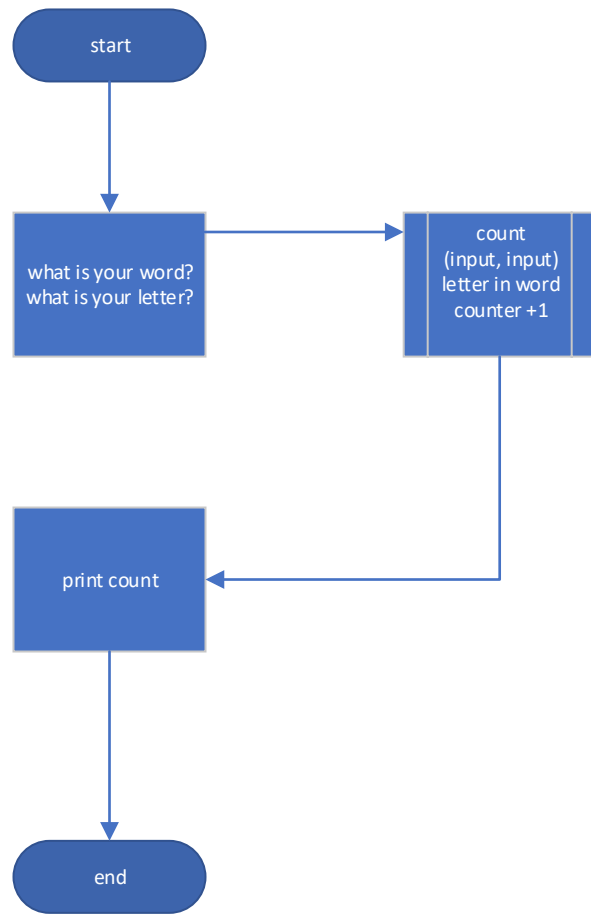 start
what is your word?
what is your letter?
count
(input, input)
letter in word
counter +1
print count
end